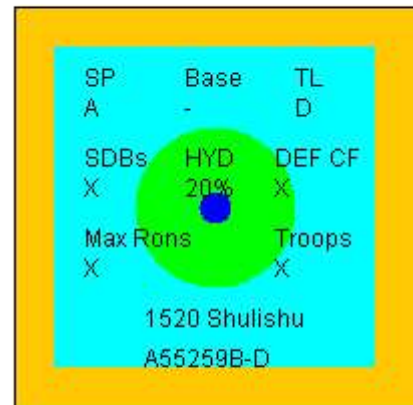 SP Base TL
A - D
SDBs HYD DEF CF
X 20% X
Max Rons Troops
X X
1520 Shulishu
A55259B-D